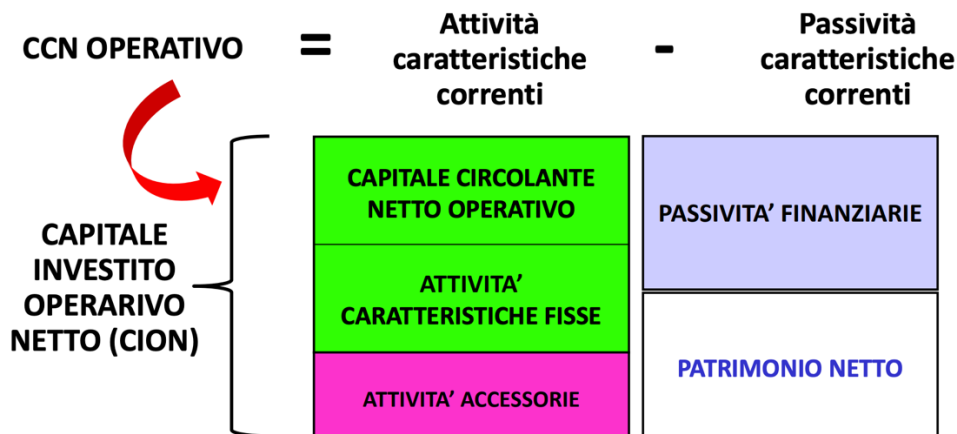 CCN OPERATIVO
=
Attività
caratteristiche
correnti
-
Passività
caratteristiche
correnti
CAPITALE
INVESTITO
OPERARIVO
NETTO (CION)
CAPITALE CIRCOLANTE
NETTO OPERATIVO
ATTIVITA’
CARATTERISTICHE FISSE
ATTIVITA’ ACCESSORIE
PASSIVITA’ FINANZIARIE
PATRIMONIO NETTO